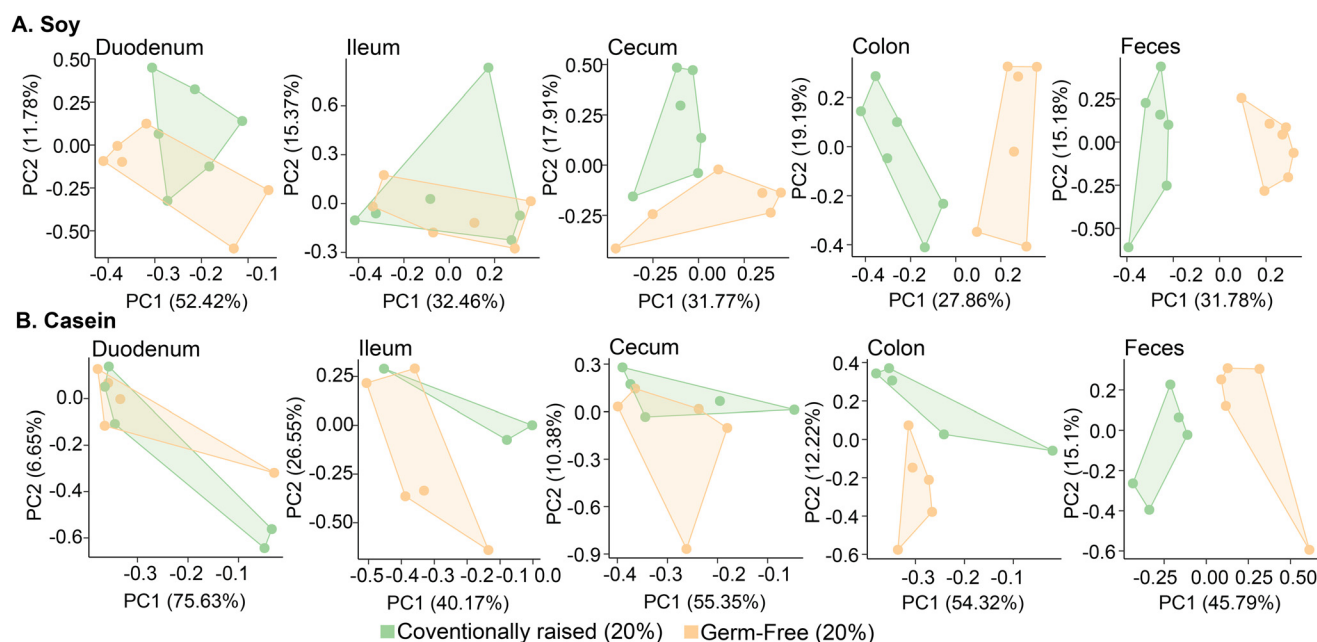 A. Soy
Duodenum
Ileum
Cecum
Colon
Feces
PC2 (11.78%)
0.50
0.25
0.00
-0.25
-0.50
-0.4 -0.3 -0.2 -0.1
PC1 (52.42%)
PC2 (15.37%)
0.6
0.3
0.0
-0.3
-0.4 -0.2 0.0 0.2
PC1 (32.46%)
PC2 (17.91%)
0.50
0.25
0.00
-0.25
-0.25 0.00 0.25
PC1 (31.77%)
PC2 (19.19%)
0.2
0.0
-0.2
-0.4
-0.4 -0.2 0.0 0.2
PC1 (27.86%)
PC2 (15.18%)
0.25
0.00
-0.25
-0.50
-0.4 -0.2 0.0 0.2
PC1 (31.78%)
B. Casein
Duodenum
Ileum
Cecum
Colon
Feces
PC2 (6.65%)
0.0
-0.2
-0.4
-0.6
-0.3 -0.2 -0.1
PC1 (75.63%)
PC2 (26.55%)
0.25
0.00
-0.25
-0.50
-0.5 -0.4 -0.3 -0.2 -0.1 0.0
PC1 (40.17%)
PC2 (10.38%)
0.3
0.0
-0.3
-0.6
-0.9
-0.4 -0.3 -0.2 -0.1
PC1 (55.35%)
PC2 (12.22%)
0.4
0.2
0.0
-0.2
-0.4
-0.6
-0.3 -0.2 -0.1
PC1 (54.32%)
PC2 (15.1%)
0.2
0.0
-0.2
-0.4
-0.6
-0.25 0.00 0.25 0.50
PC1 (45.79%)
Coventionally raised (20%) Germ-Free (20%)